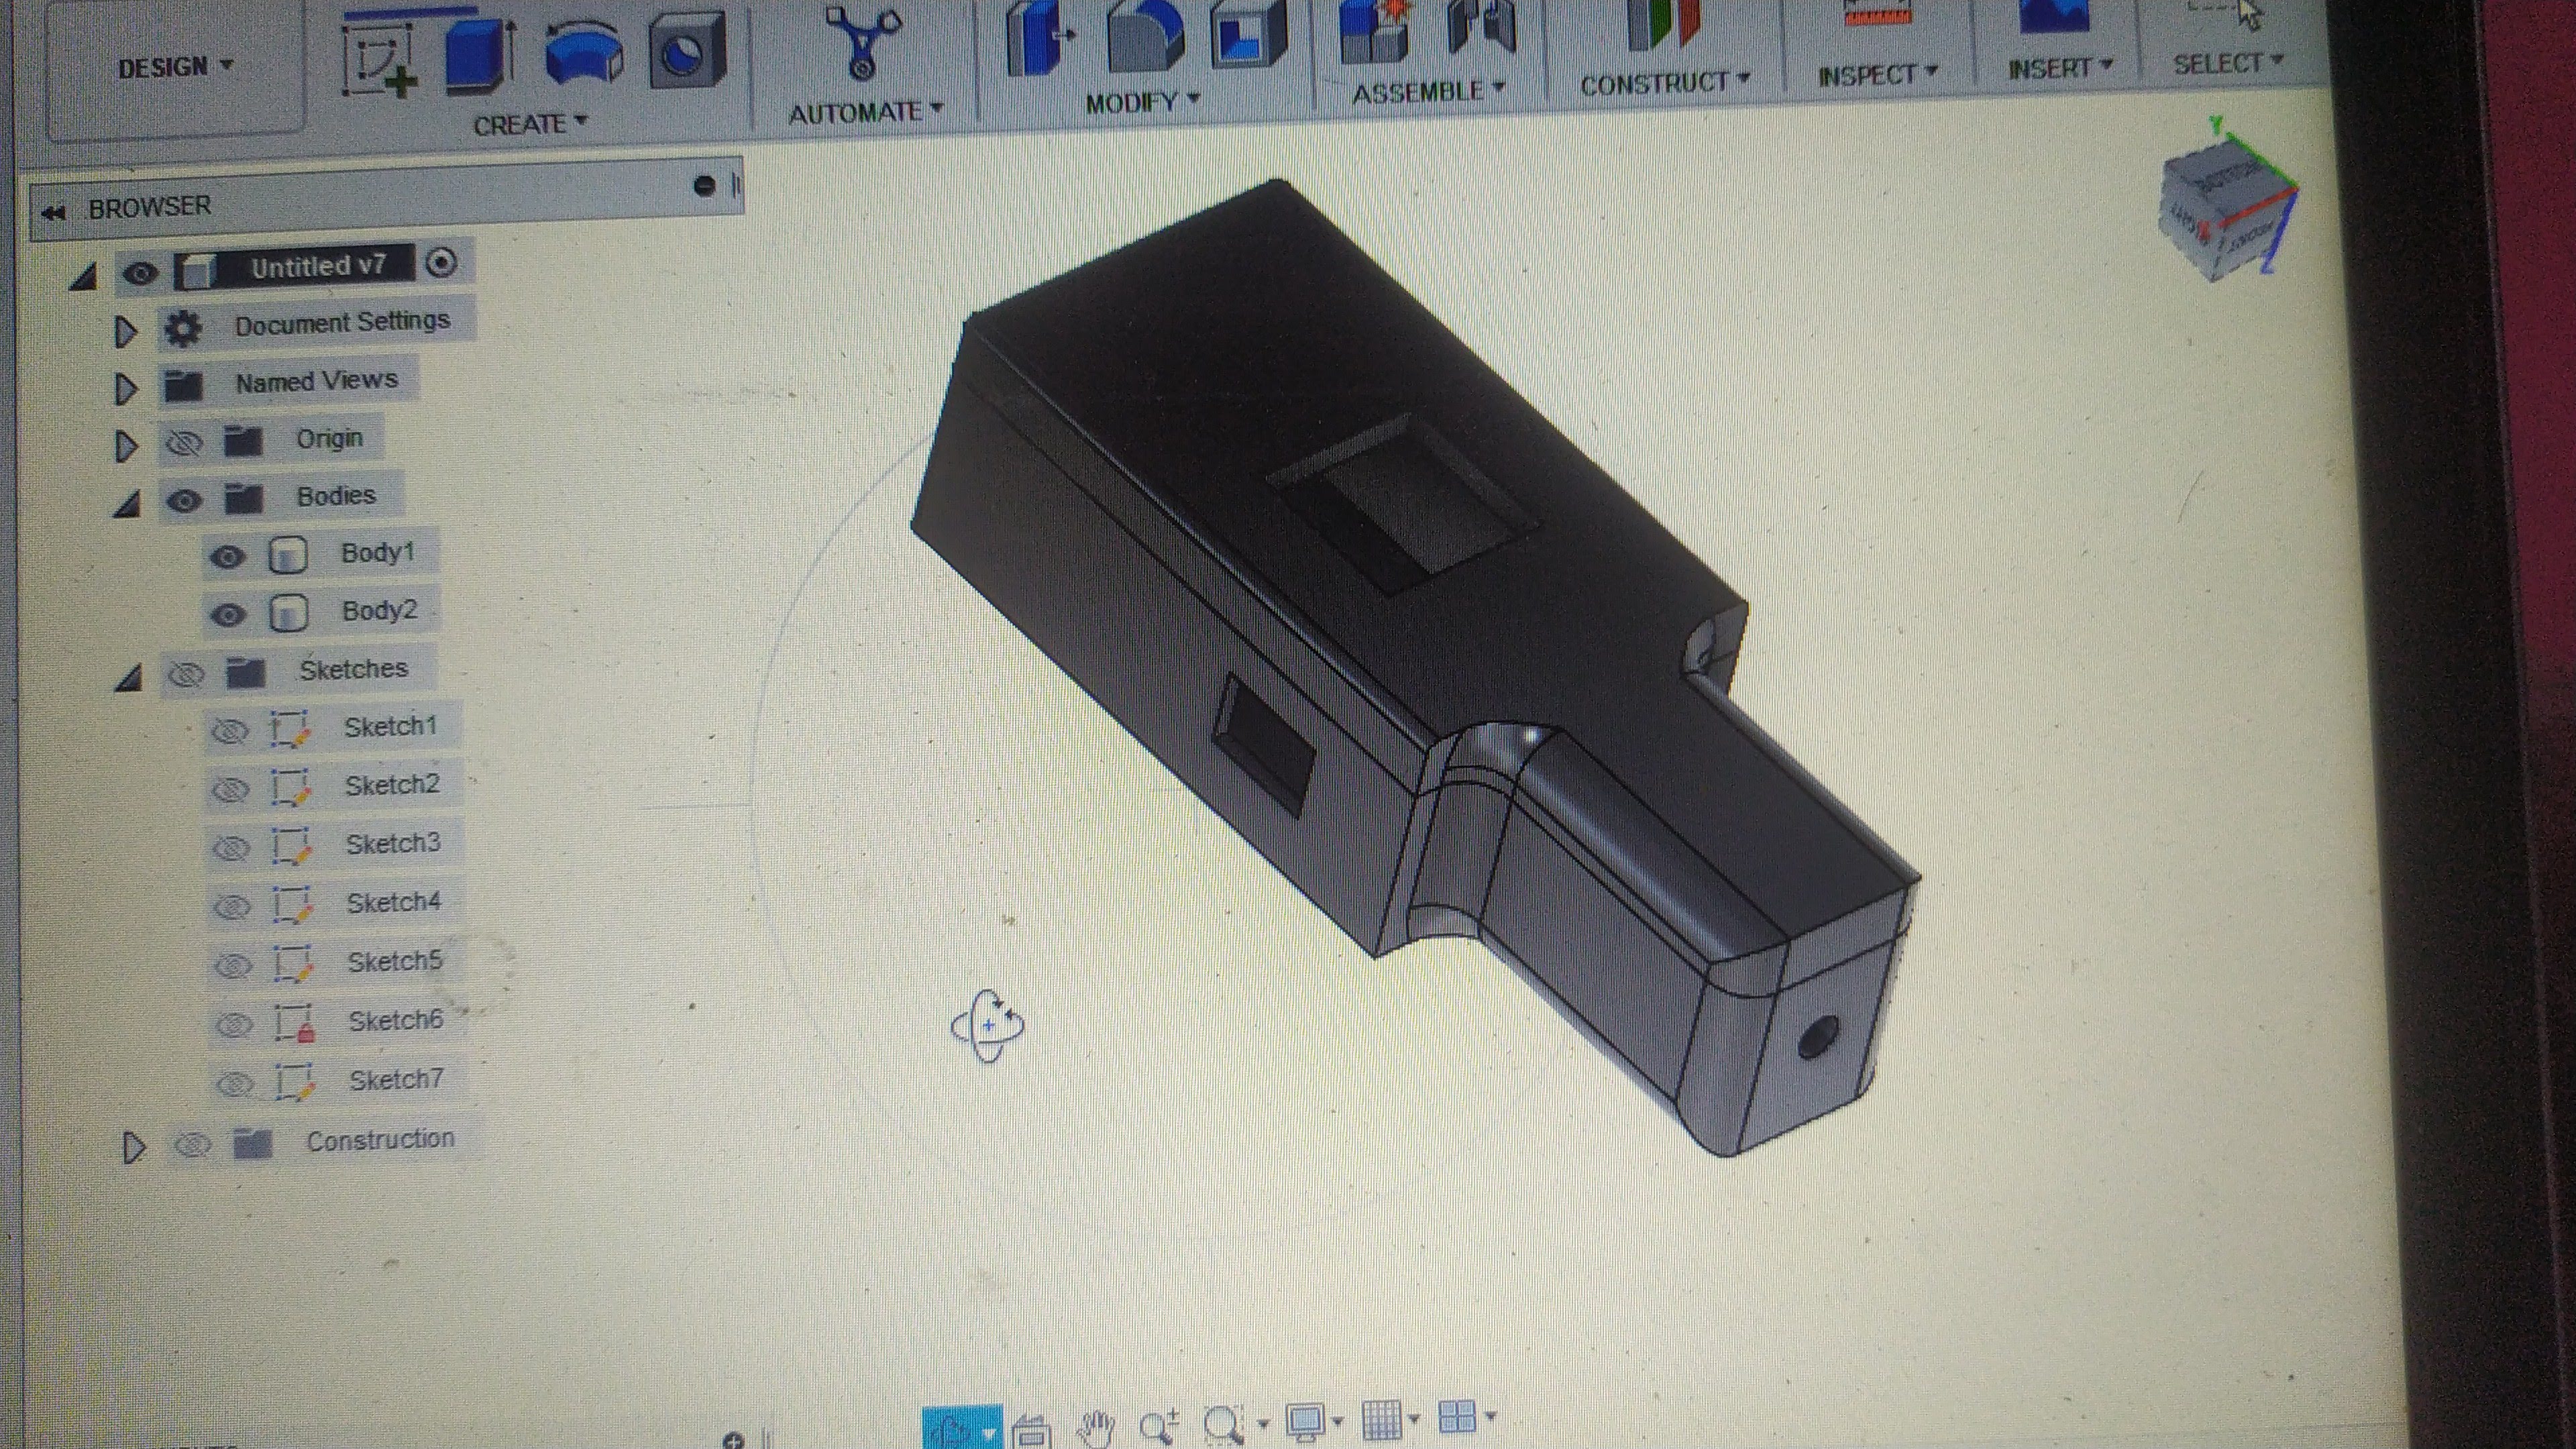 DESIGN
CREATE
AUTOMATE
MODIFY
ASSEMBLE
CONSTRUCT
INSPECT
INSERT
SELECT
BROWSER
Untitled v7
Document Settings
Named Views
Origin
Bodies
Body1
Body2
Sketches
Sketch1
Sketch2
Sketch3
Sketch4
Sketch5
Sketch6
Sketch7
Construction
Y
BOTTOM
Z